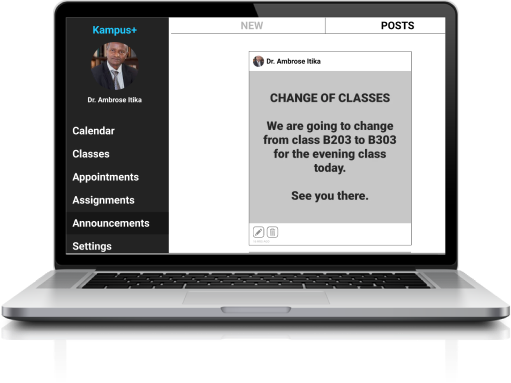 Kampus+
Dr. Ambrose Itika
Calendar
Classes
Appointments
Assignments
Announcements
Settings
NEW
POSTS
Dr. Ambrose Itika
CHANGE OF CLASSES
We are going to change
from class B203 to B303
for the evening class
today.
See you there.